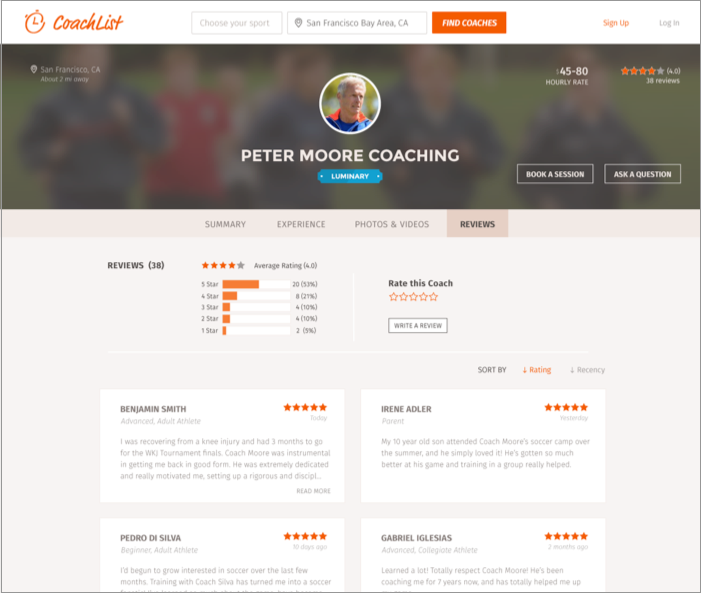 CoachList
Choose your sport
San Francisco Bay Area, CA
FIND COACHES
Sign Up
Log In
San Francisco, CA
About 2 mi away
$45-80
HOURLY RATE
(4.0)
38 reviews
PETER MOORE COACHING
LUMINARY
BOOK A SESSION
ASK A QUESTION
SUMMARY
EXPERIENCE
PHOTOS & VIDEOS
REVIEWS
REVIEWS (38)
Average Rating (4.0)
5 Star 20 (53%)
4 Star 8 (21%)
3 Star 4 (10%)
2 Star 4 (10%)
1 Star 2 (5%)
Rate this Coach
WRITE A REVIEW
SORT BY ↓ Rating ↓ Recency
BENJAMIN SMITH
Advanced, Adult Athlete
Today
I was recovering from a knee injury and had 3 months to go
for the WKJ Tournament finals. Coach Moore was instrumental
in getting me back in good form. He was extremely dedicated
and really motivated me, setting up a rigorous and discipl...
READ MORE
IRENE ADLER
Parent
Yesterday
My 10 year old son attended Coach Moore's soccer camp over
the summer, and he simply loved it! He's gotten so much
better at his game and training in a group really helped.
PEDRO DI SILVA
Beginner, Adult Athlete
10 days ago
I'd begun to grow interested in soccer over the last few
months. Training with Coach Silva has turned me into a soccer
GABRIEL IGLESIAS
Advanced, Collegiate Athlete
2 months ago
Learned a lot! Totally respect Coach Moore! He's been
coaching me for 7 years now, and has totally helped me up